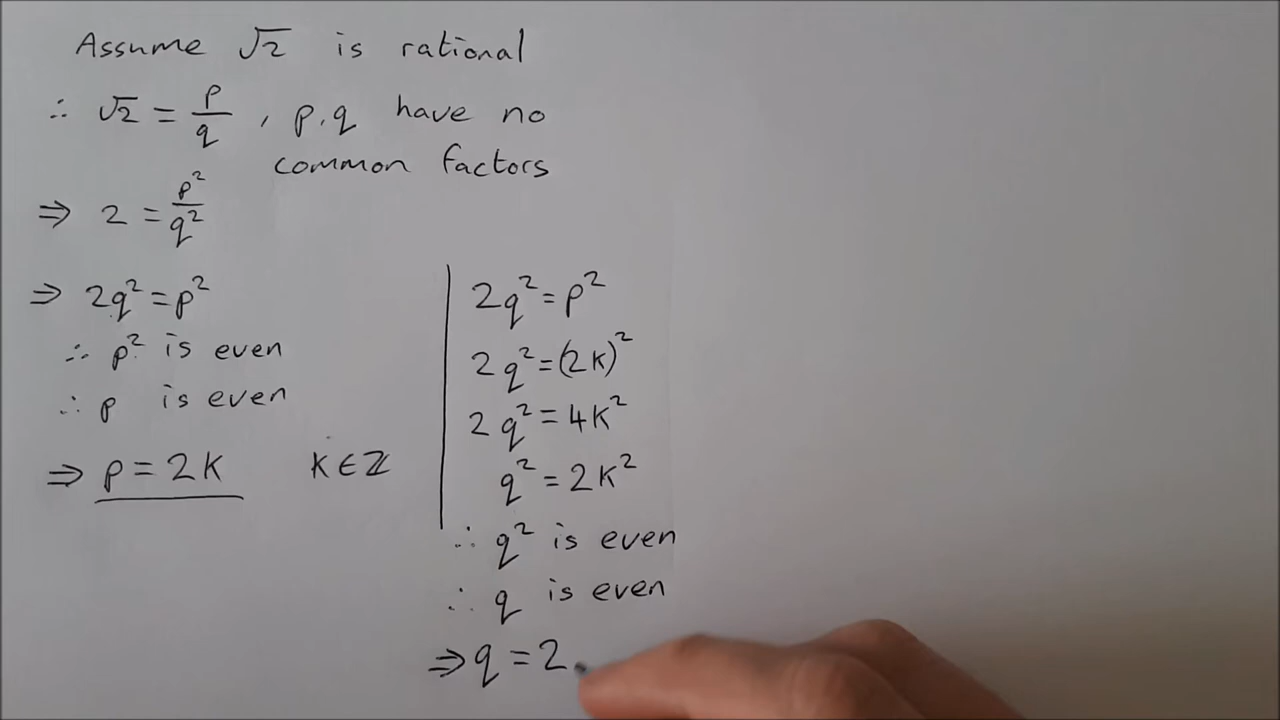 Assume √2 is rational
∴ √2 = p/q , p,q have no
common factors
⇒ 2 = p²/q²
⇒ 2q² = p²
∴ p² is even
∴ p is even
⇒ p = 2K K∈ℤ
2q² = p²
2q² = (2K)²
2q² = 4K²
q² = 2K²
∴ q² is even
∴ q is even
⇒ q = 2